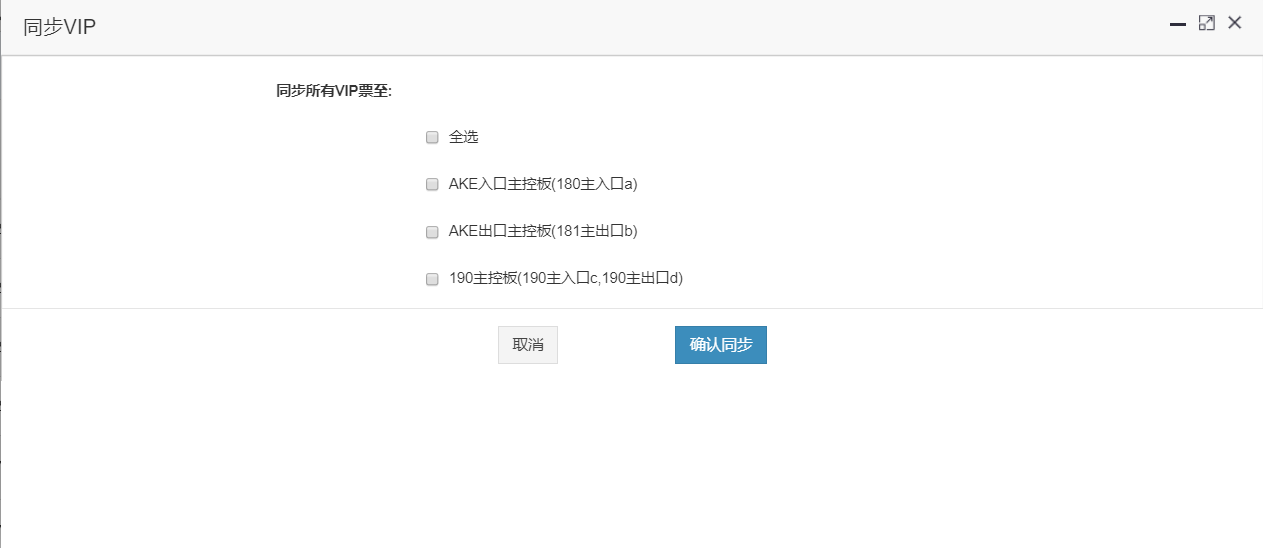 同步VIP
同步所有VIP票至:
全选
AKE入口主控板(180主入口a)
AKE出口主控板(181主出口b)
190主控板(190主入口c,190主出口d)
取消
确认同步